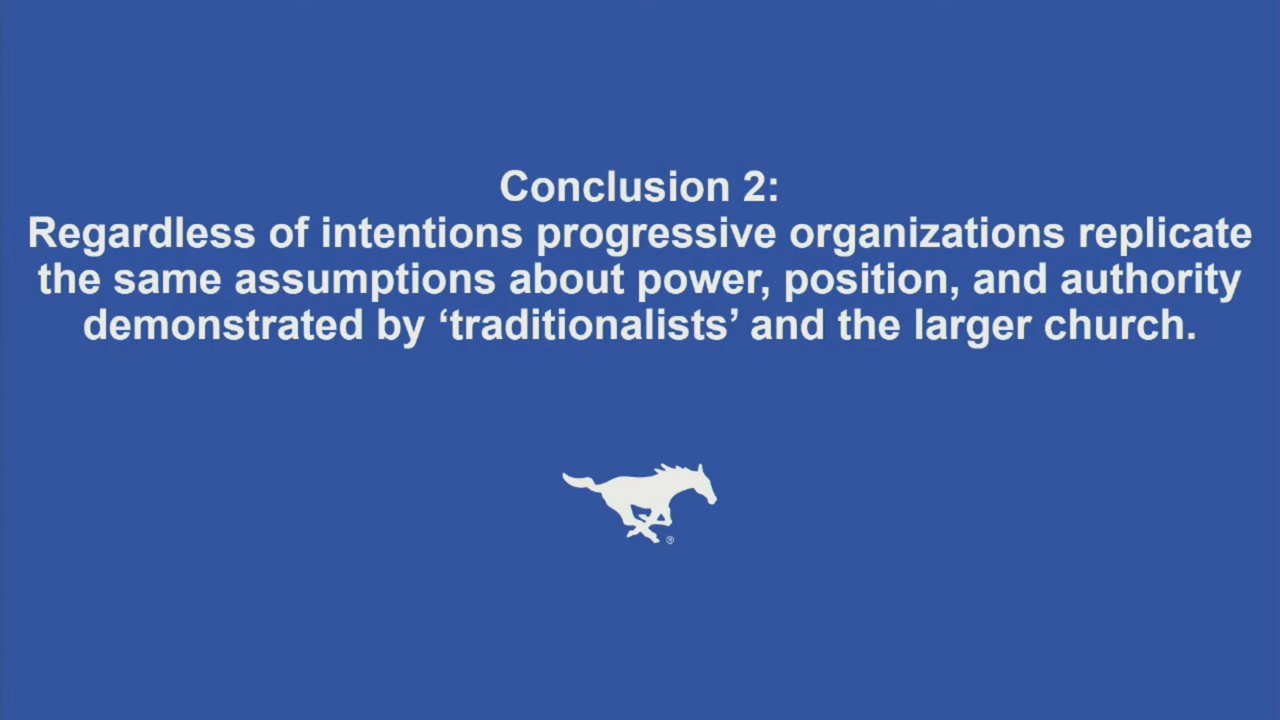 Conclusion 2:
Regardless of intentions progressive organizations replicate
the same assumptions about power, position, and authority
demonstrated by ‘traditionalists’ and the larger church.
®